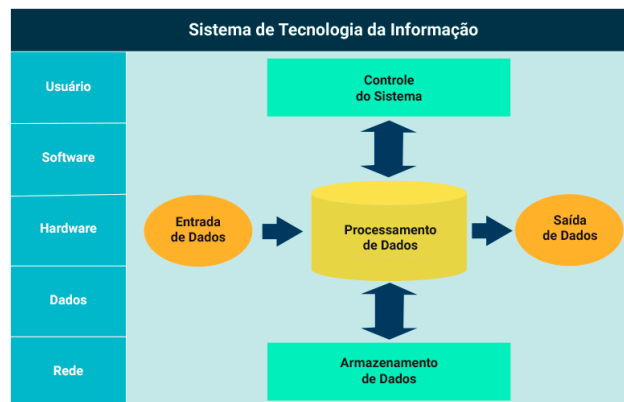 Sistema de Tecnologia da Informação
Usuário
Software
Hardware
Dados
Rede
Controle
do Sistema
Entrada
de Dados
Processamento
de Dados
Saída
de Dados
Armazenamento
de Dados